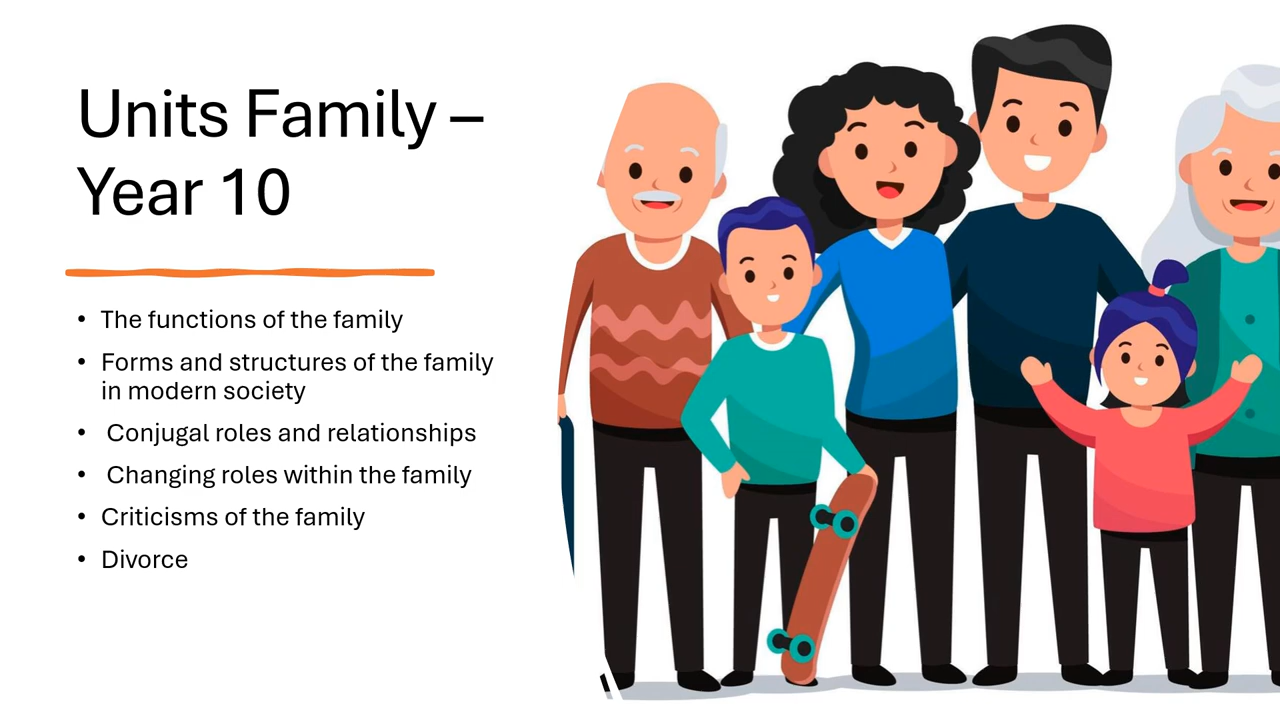 Units Family –
Year 10
• The functions of the family
• Forms and structures of the family
in modern society
• Conjugal roles and relationships
• Changing roles within the family
• Criticisms of the family
• Divorce